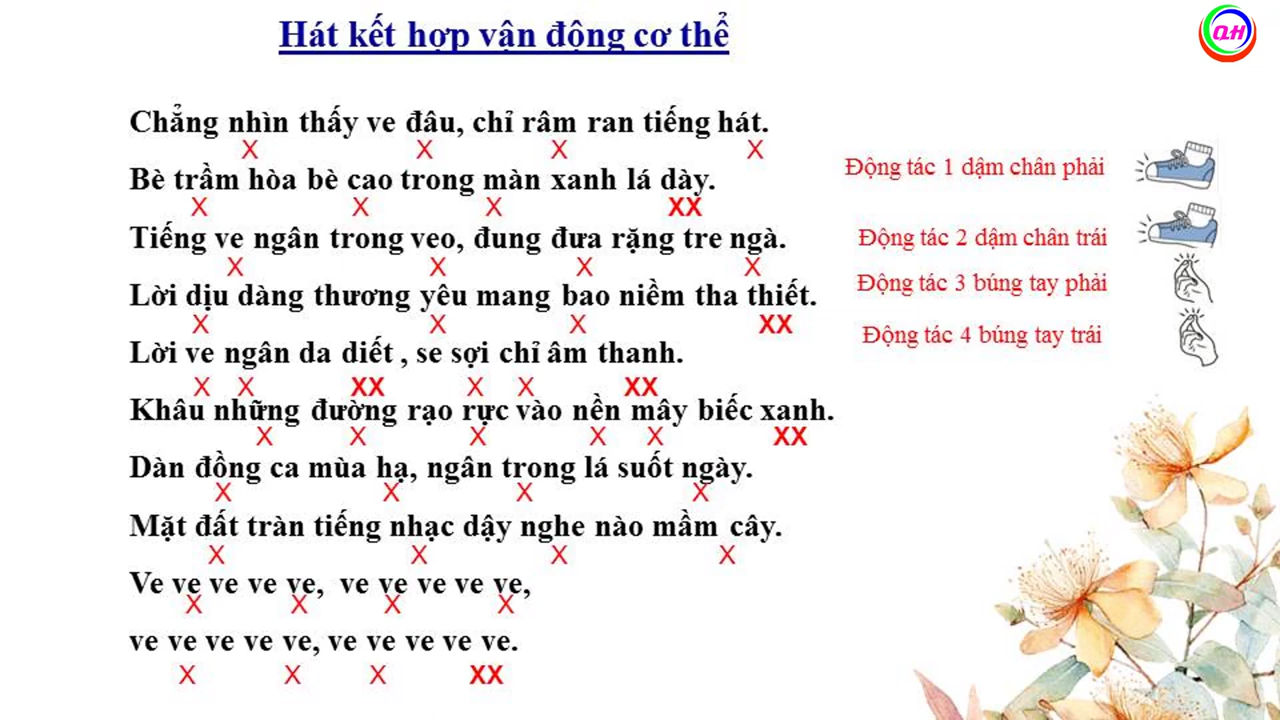 Hát kết hợp vận động cơ thể
QH
Chẳng nhìn thấy ve đâu, chỉ râm ran tiếng hát.
X X X X
Bè trầm hòa bè cao trong màn xanh lá dày.
X X X XX
Tiếng ve ngân trong veo, đung đưa rặng tre ngà.
X X X X
Lời dịu dàng thương yêu mang bao niềm tha thiết.
X X X XX
Lời ve ngân da diết , se sợi chỉ âm thanh.
X X XX X X XX
Khâu những đường rạo rực vào nền mây biếc xanh.
X X X X X XX
Dàn đồng ca mùa hạ, ngân trong lá suốt ngày.
X X X X
Mặt đất tràn tiếng nhạc dậy nghe nào mầm cây.
X X X X
Ve ve ve ve ve, ve ve ve ve ve,
X X X X
ve ve ve ve ve, ve ve ve ve ve.
X X X XX
Động tác 1 dậm chân phải
Động tác 2 dậm chân trái
Động tác 3 búng tay phải
Động tác 4 búng tay trái